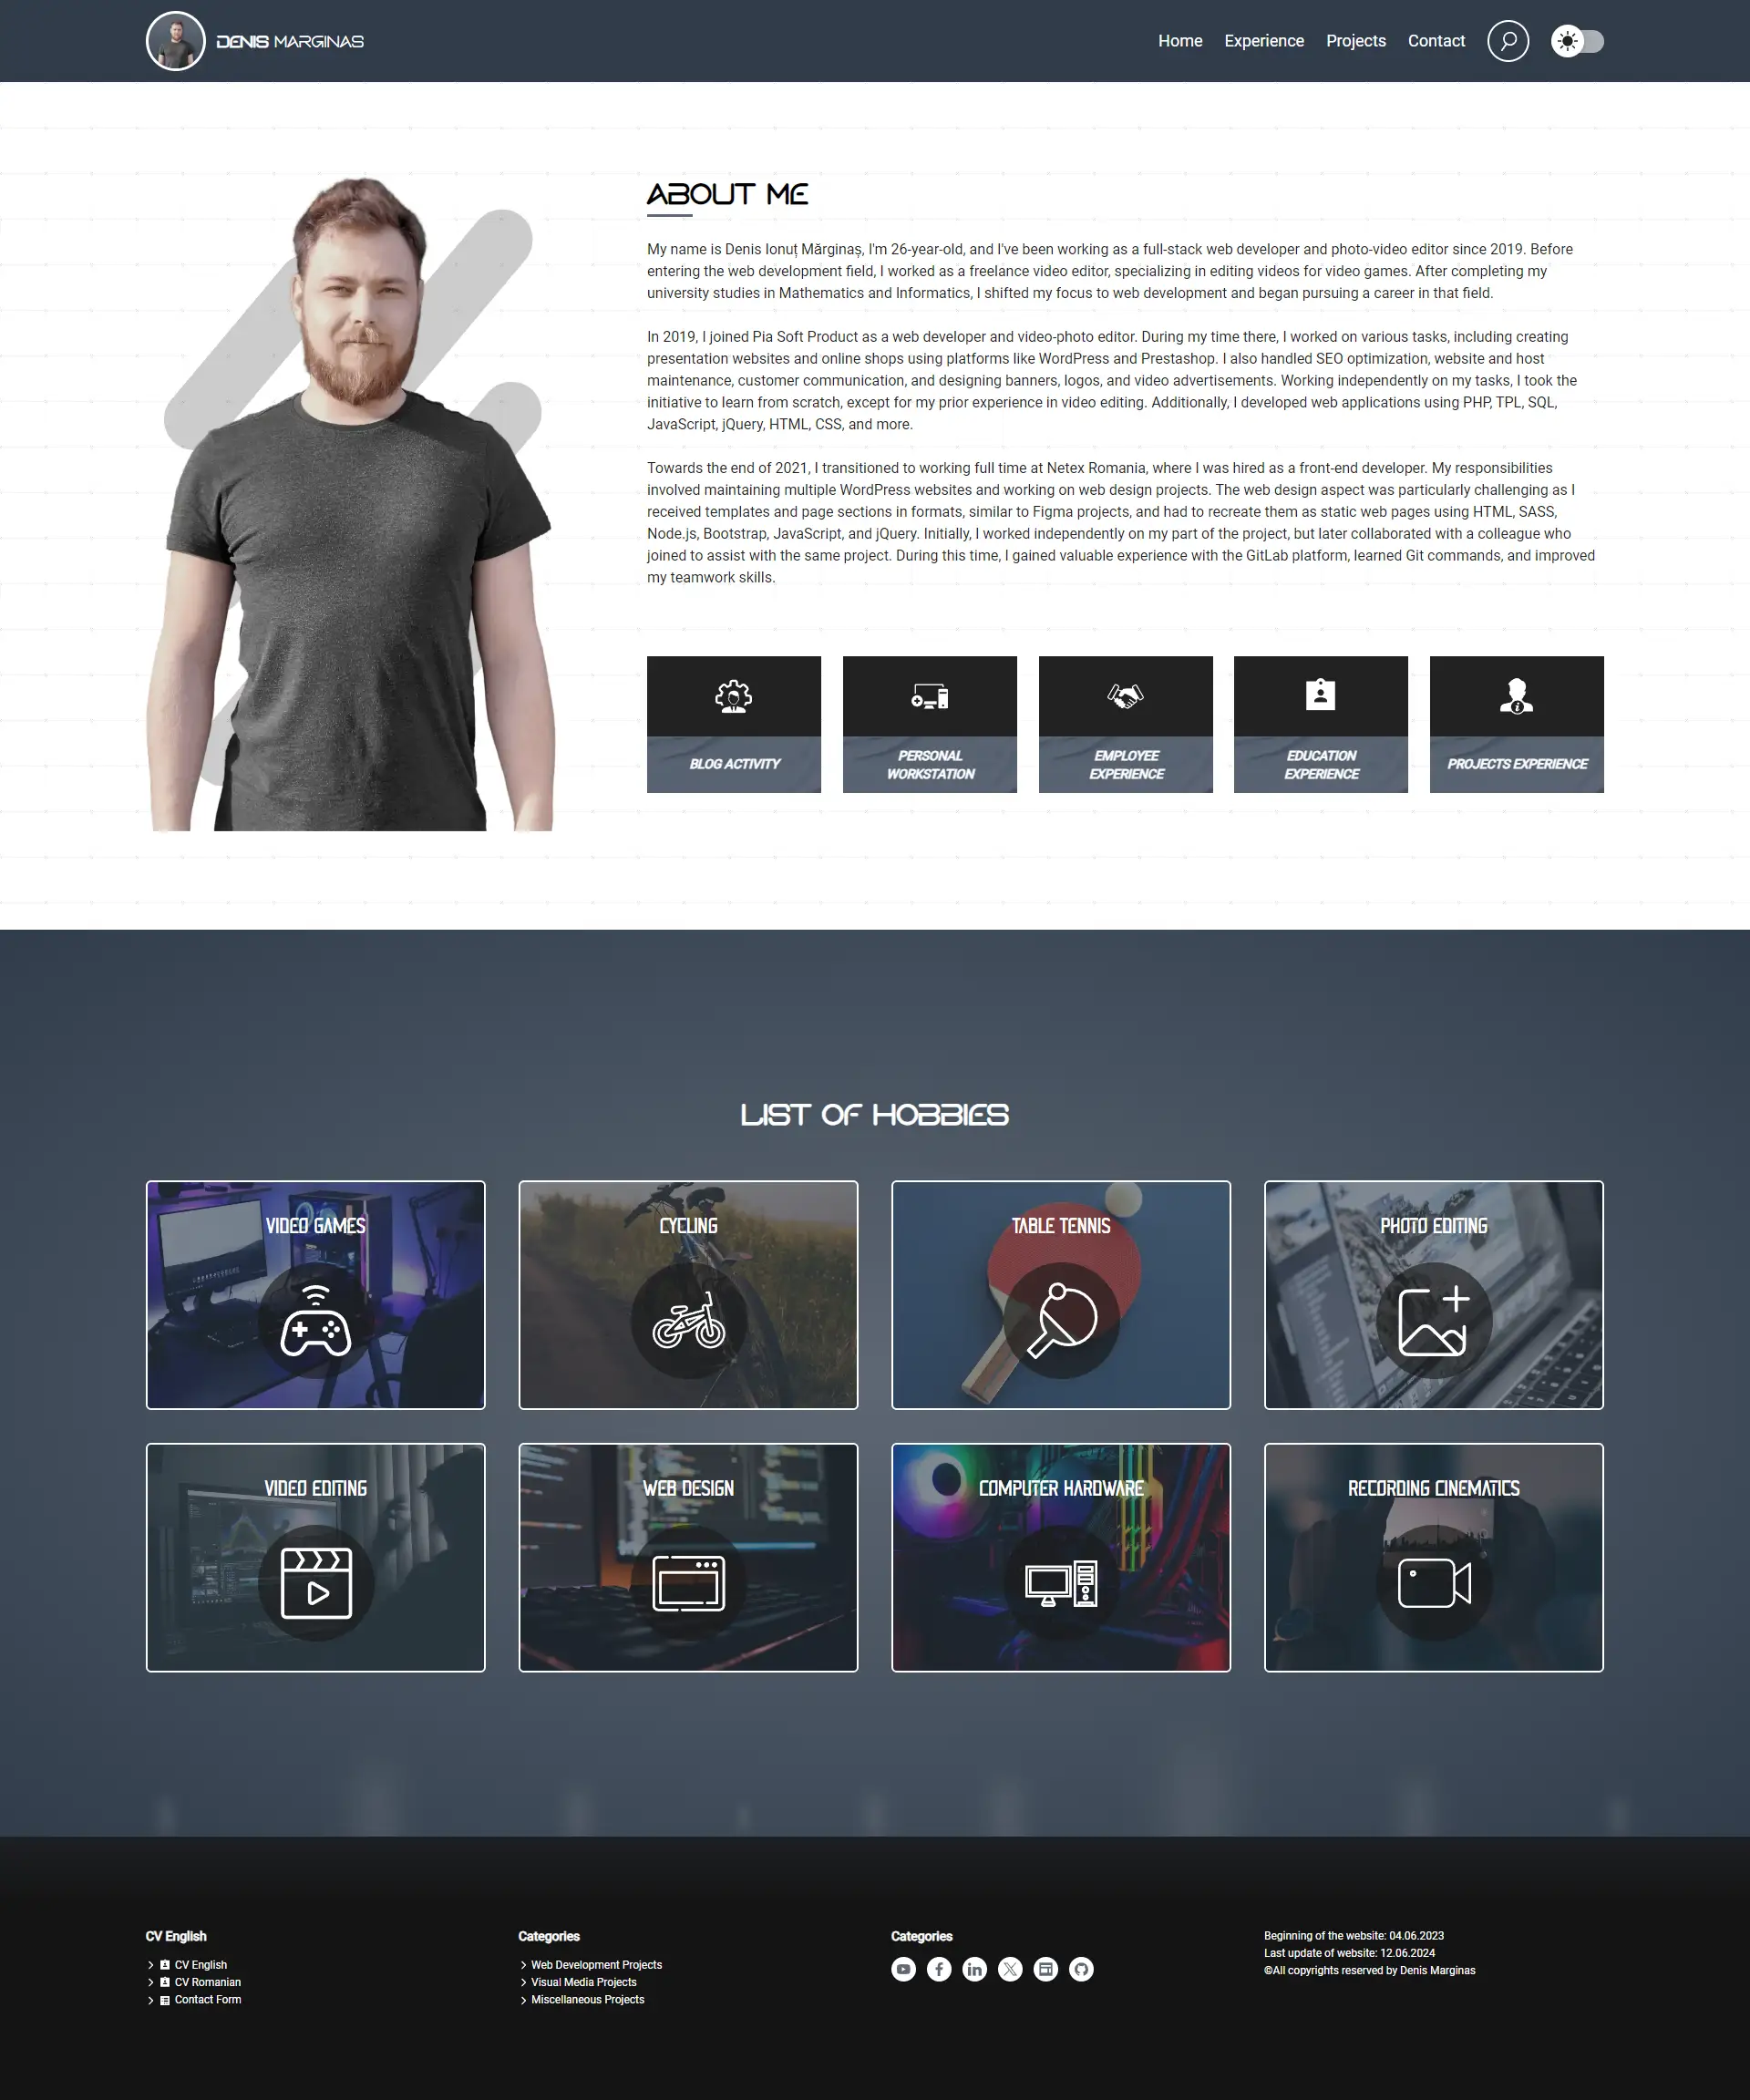 DENIS MARGINAS
Home Experience Projects Contact
ABOUT ME
My name is Denis Ionuț Mărginaș, I'm 26-year-old, and I've been working as a full-stack web developer and photo-video editor since 2019. Before
entering the web development field, I worked as a freelance video editor, specializing in editing videos for video games. After completing my
university studies in Mathematics and Informatics, I shifted my focus to web development and began pursuing a career in that field.
In 2019, I joined Pia Soft Product as a web developer and video-photo editor. During my time there, I worked on various tasks, including creating
presentation websites and online shops using platforms like WordPress and Prestashop. I also handled SEO optimization, website and host
maintenance, customer communication, and designing banners, logos, and video advertisements. Working independently on my tasks, I took the
initiative to learn from scratch, except for my prior experience in video editing. Additionally, I developed web applications using PHP, TPL, SQL,
JavaScript, jQuery, HTML, CSS, and more.
Towards the end of 2021, I transitioned to working full time at Netex Romania, where I was hired as a front-end developer. My responsibilities
involved maintaining multiple WordPress websites and working on web design projects. The web design aspect was particularly challenging as I
received templates and page sections in formats, similar to Figma projects, and had to recreate them as static web pages using HTML, SASS,
Node.js, Bootstrap, JavaScript, and jQuery. Initially, I worked independently on my part of the project, but later collaborated with a colleague who
joined to assist with the same project. During this time, I gained valuable experience with the GitLab platform, learned Git commands, and improved
my teamwork skills.
BLOG ACTIVITY
PERSONAL
WORKSTATION
EMPLOYEE
EXPERIENCE
EDUCATION
EXPERIENCE
PROJECTS EXPERIENCE
LIST OF HOBBIES
VIDEO GAMES
CYCLING
TABLE TENNIS
PHOTO EDITING
VIDEO EDITING
WEB DESIGN
COMPUTER HARDWARE
RECORDING CINEMATICS
CV English
CV English
CV Romanian
Contact Form
Categories
Web Development Projects
Visual Media Projects
Miscellaneous Projects
Categories
Beginning of the website: 04.06.2023
Last update of website: 12.06.2024
©All copyrights reserved by Denis Marginas